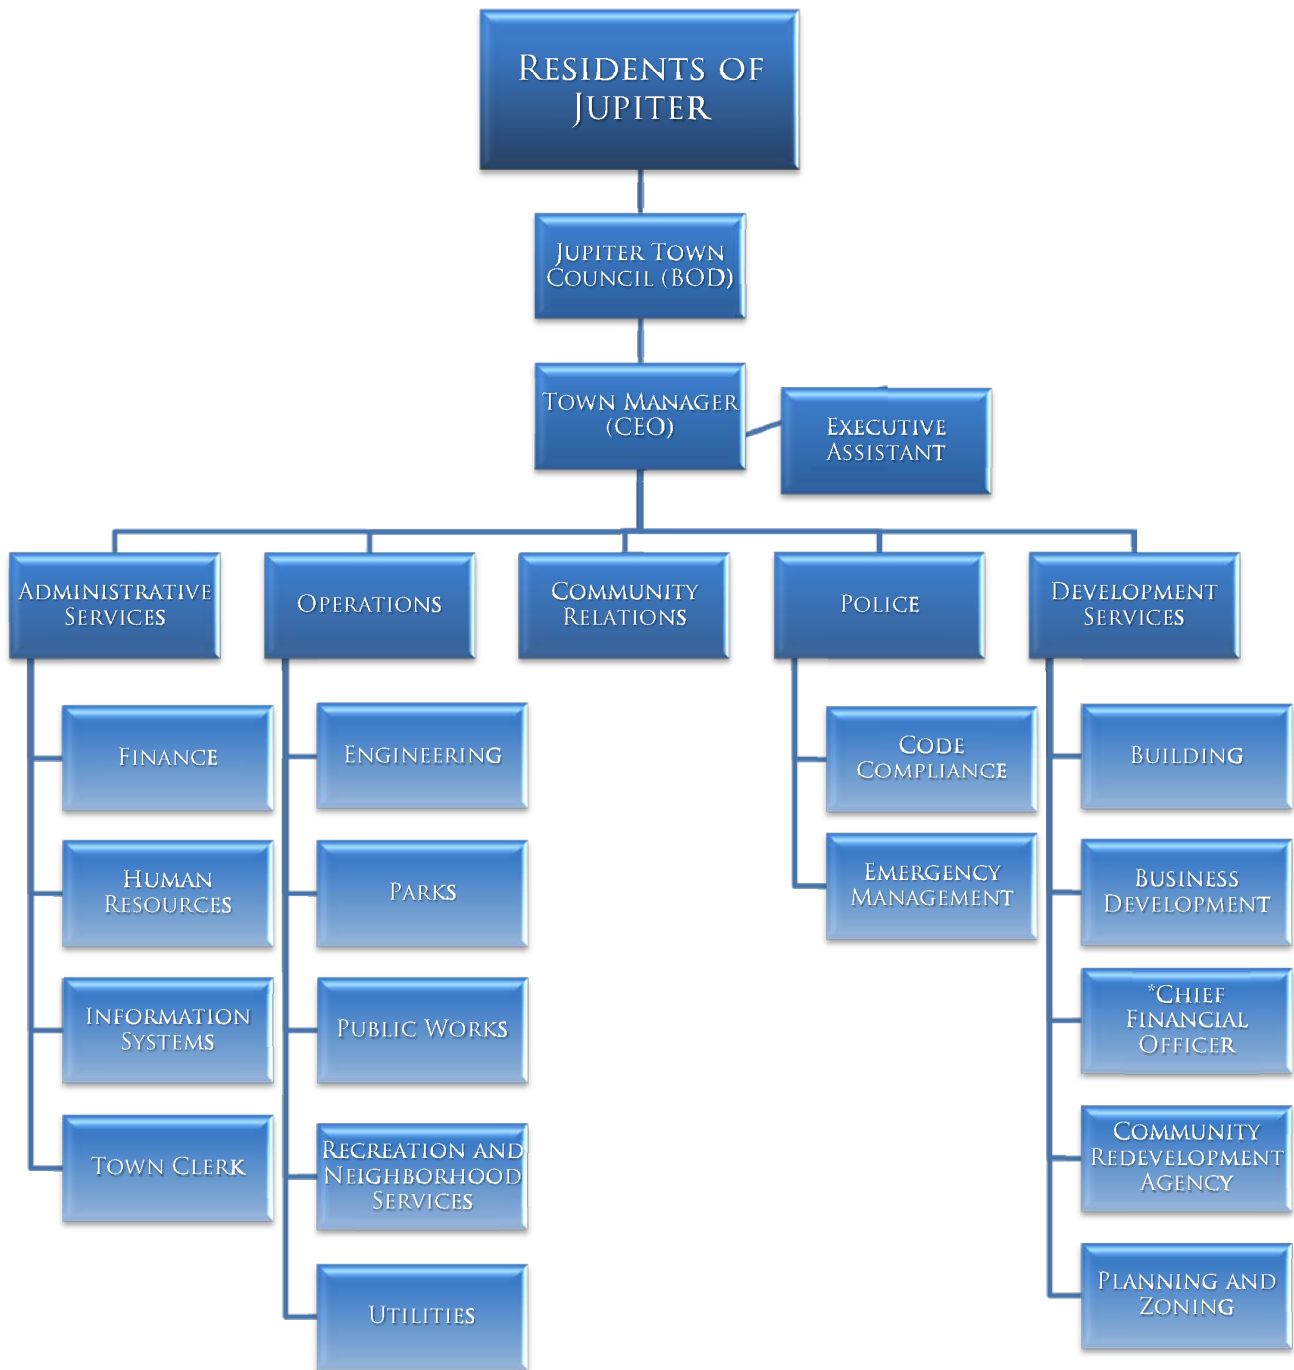 RESIDENTS OF
JUPITER
JUPITER TOWN
COUNCIL (BOD)
TOWN MANAGER
(CEO)
EXECUTIVE
ASSISTANT
ADMINISTRATIVE
SERVICES
OPERATIONS
COMMUNITY
RELATIONS
POLICE
DEVELOPMENT
SERVICES
FINANCE
HUMAN
RESOURCES
INFORMATION
SYSTEMS
TOWN CLERK
ENGINEERING
PARKS
PUBLIC WORKS
RECREATION AND
NEIGHBORHOOD
SERVICES
UTILITIES
CODE
COMPLIANCE
EMERGENCY
MANAGEMENT
BUILDING
BUSINESS
DEVELOPMENT
*CHIEF
FINANCIAL
OFFICER
COMMUNITY
REDEVELOPMENT
AGENCY
PLANNING AND
ZONING